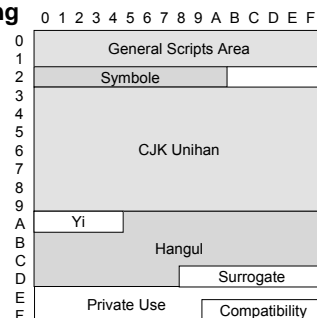 ng
0 1 2 3 4 5 6 7 8 9 A B C D E F
0
General Scripts Area
1
2 Symbole
3
4
5
6 CJK Unihan
7
8
9
A Yi
B
Hangul
C
D Surrogate
E
Private Use
F Compatibility